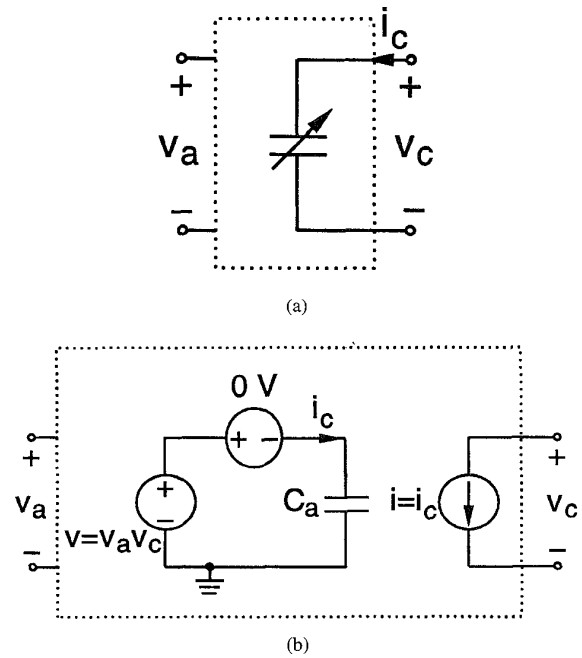 i_c
+ +
v_a v_c
− −
(a)
0 V
+ − i_c
+ + +
v_a − C_a i=i_c v_c
v=v_av_c
− −
(b)